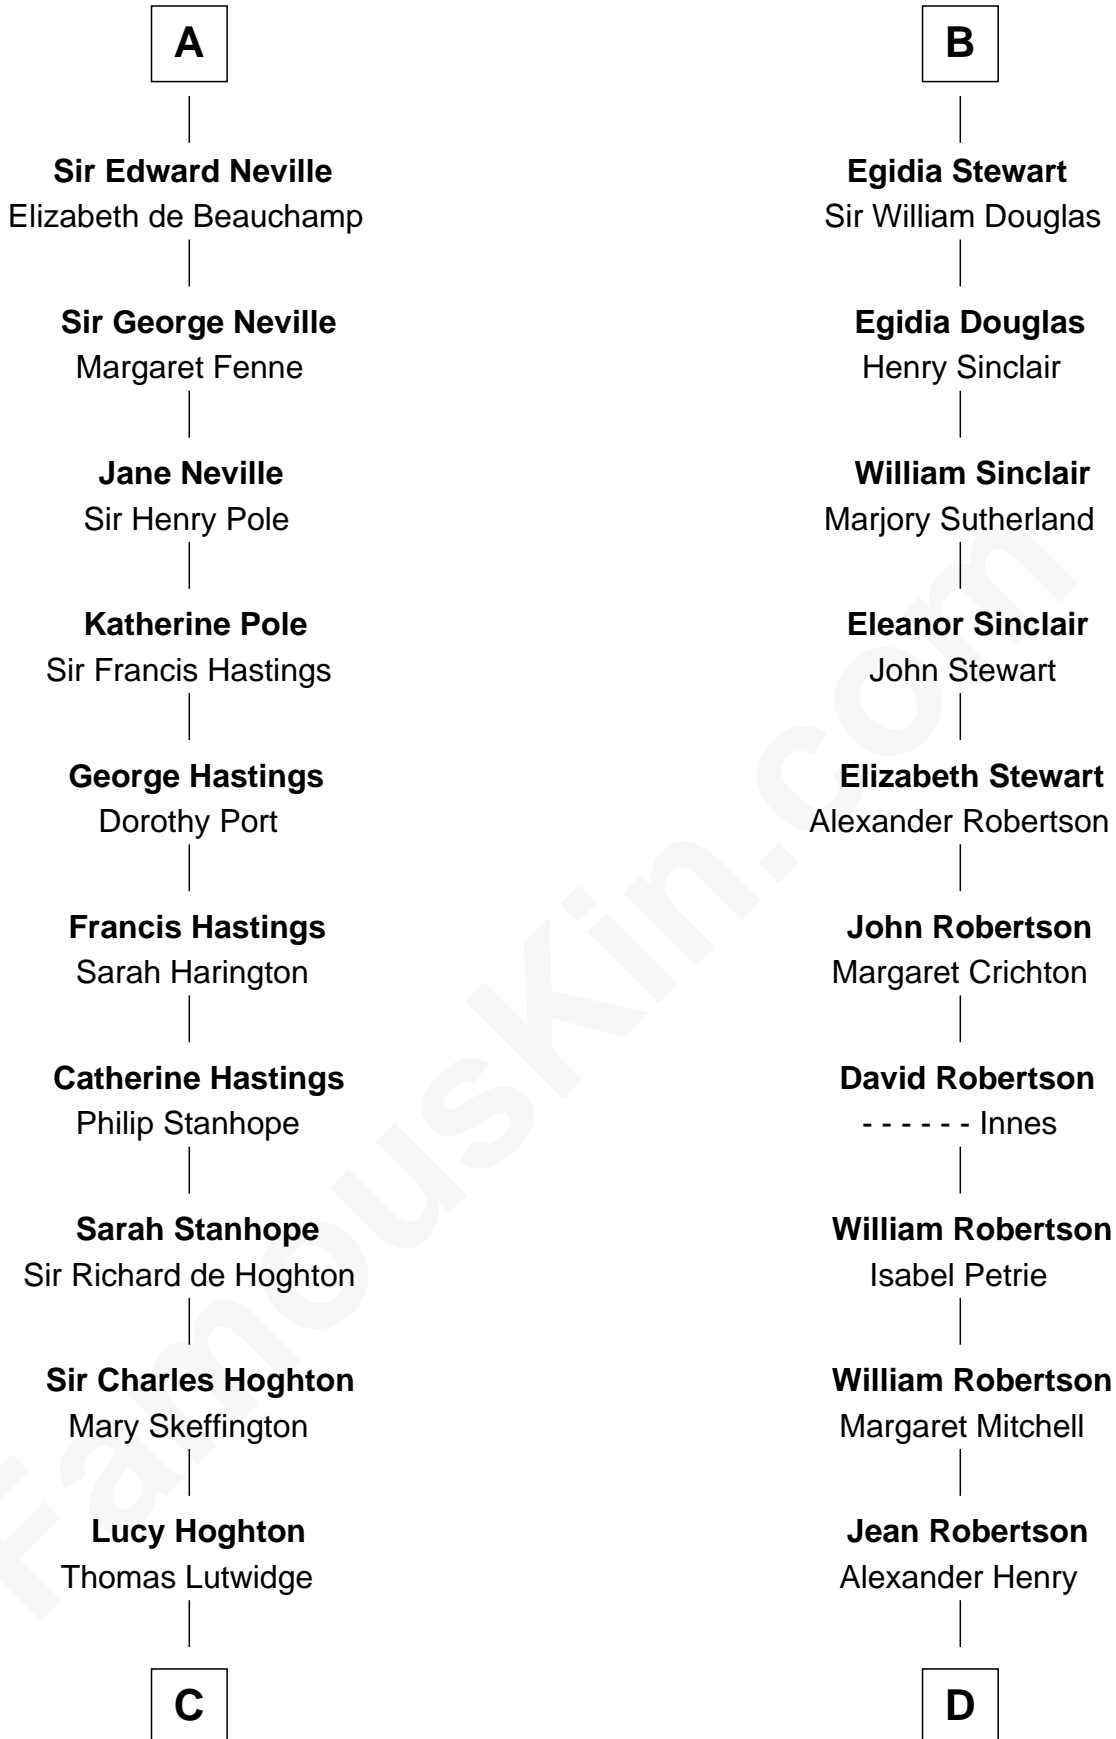 A
Sir Edward Neville
Elizabeth de Beauchamp
Sir George Neville
Margaret Fenne
Jane Neville
Sir Henry Pole
Katherine Pole
Sir Francis Hastings
George Hastings
Dorothy Port
Francis Hastings
Sarah Harington
Catherine Hastings
Philip Stanhope
Sarah Stanhope
Sir Richard de Hoghton
Sir Charles Hoghton
Mary Skeffington
Lucy Hoghton
Thomas Lutwidge
C
B
Egidia Stewart
Sir William Douglas
Egidia Douglas
Henry Sinclair
William Sinclair
Marjory Sutherland
Eleanor Sinclair
John Stewart
Elizabeth Stewart
Alexander Robertson
John Robertson
Margaret Crichton
David Robertson
- - - - - - Innes
William Robertson
Isabel Petrie
William Robertson
Margaret Mitchell
Jean Robertson
Alexander Henry
D
FamousKin.com